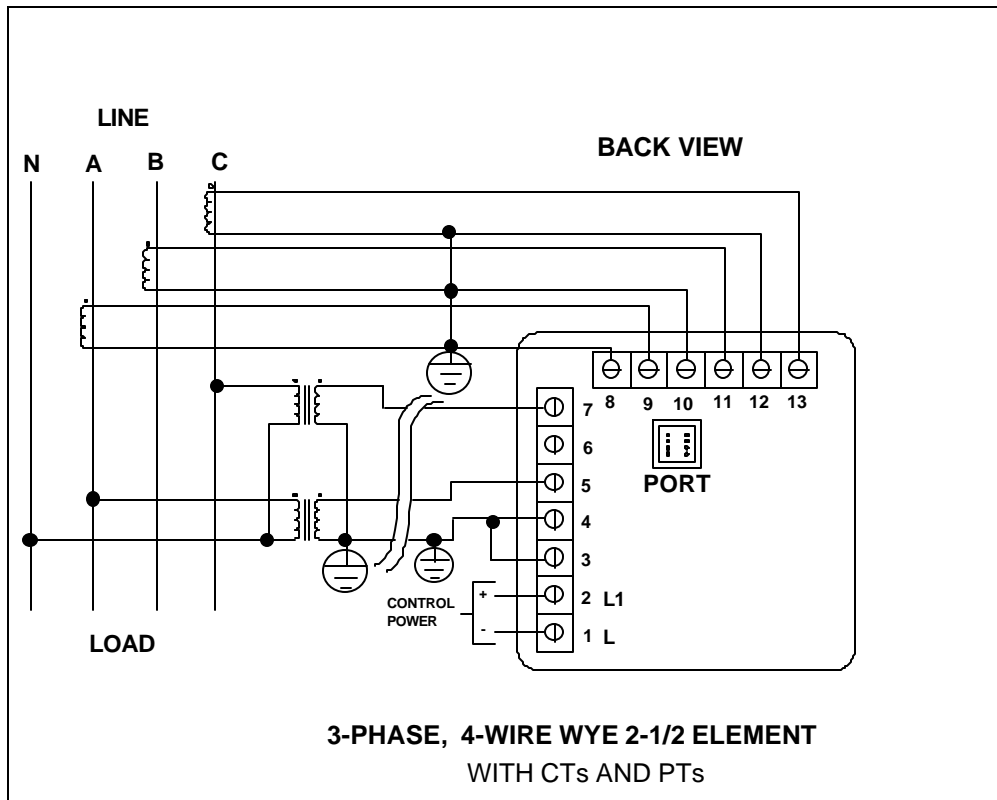 LINE
BACK VIEW
N A B C
8 9 10 11 12 13
7
6
PORT
5
4
3
CONTROL
POWER
+
-
2 L1
1 L
LOAD
3-PHASE, 4-WIRE WYE 2-1/2 ELEMENT
WITH CTs AND PTs